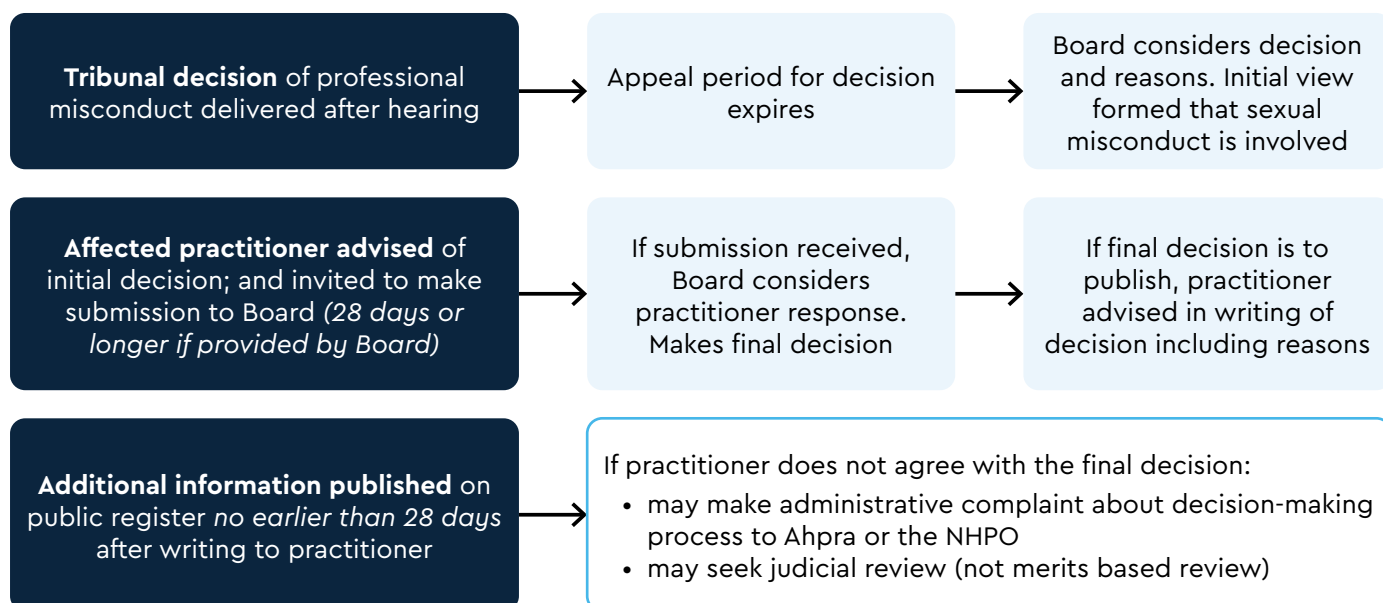 Tribunal decision of professional
misconduct delivered after hearing
Appeal period for decision
expires
Board considers decision
and reasons. Initial view
formed that sexual
misconduct is involved
Affected practitioner advised of
initial decision; and invited to make
submission to Board (28 days or
longer if provided by Board)
If submission received,
Board considers
practitioner response.
Makes final decision
If final decision is to
publish, practitioner
advised in writing of
decision including reasons
Additional information published on
public register no earlier than 28 days
after writing to practitioner
If practitioner does not agree with the final decision:
• may make administrative complaint about decision-making
process to Ahpra or the NHPO
• may seek judicial review (not merits based review)